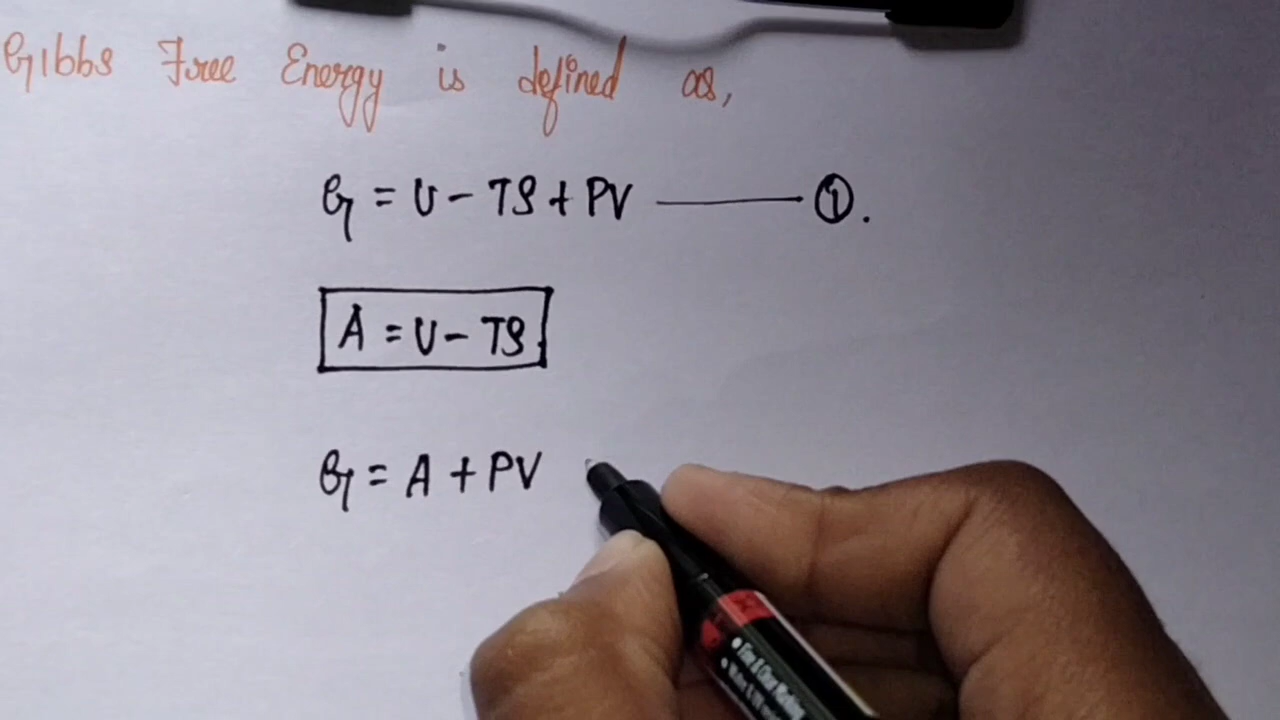 Gibbs Free Energy is defined as,
G = U - TS + PV ——— ①.
A = U - TS
G = A + PV